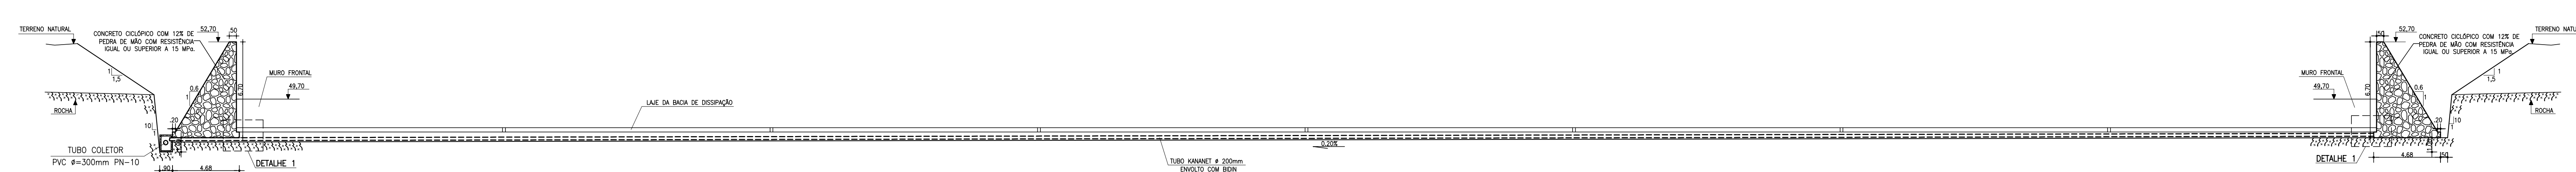 TERRENO NATURAL
CONCRETO CICLÓPICO COM 12% DE
PEDRA DE MÃO COM RESISTÊNCIA
IGUAL OU SUPERIOR A 15 MPa.
52,70
50
1
1,5
MURO FRONTAL
49,70
6,70
0.6
1
ROCHA
10
1
20
LAJE DA BACIA DE DISSIPAÇÃO
TUBO COLETOR
PVC ø=300mm PN-10
.90
4.68
DETALHE 1
TUBO KANANET ø 200mm
ENVOLTO COM BIDIN
0,20%
50
52,70
CONCRETO CICLÓPICO COM 12% DE
PEDRA DE MÃO COM RESISTÊNCIA
IGUAL OU SUPERIOR A 15 MPa.
TERRENO NATU
1
1,5
MURO FRONTAL
49,70
6,70
0.6
1
ROCHA
20
10
1
DETALHE 1
4.68
50